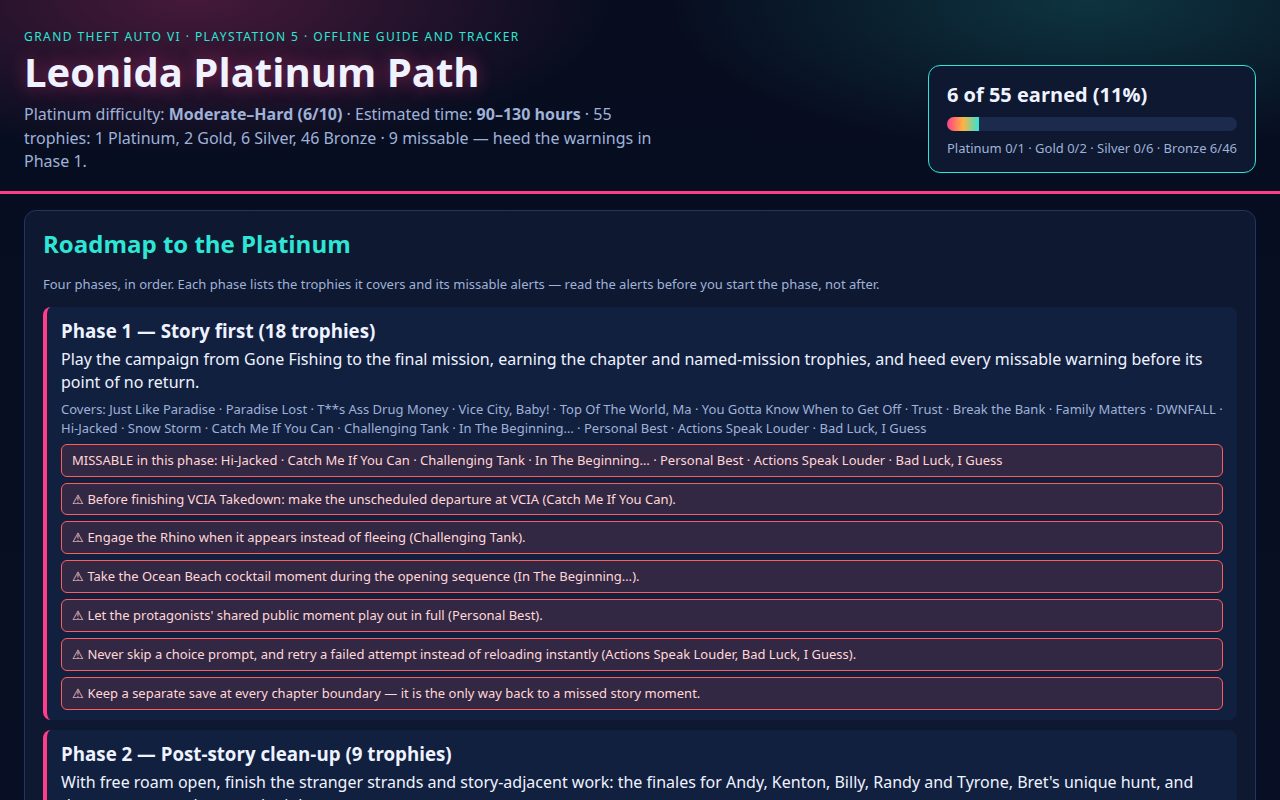 GRAND THEFT AUTO VI · PLAYSTATION 5 · OFFLINE GUIDE AND TRACKER
Leonida Platinum Path
Platinum difficulty: Moderate–Hard (6/10) · Estimated time: 90–130 hours · 55
trophies: 1 Platinum, 2 Gold, 6 Silver, 46 Bronze · 9 missable — heed the warnings in
Phase 1.
6 of 55 earned (11%)
Platinum 0/1 · Gold 0/2 · Silver 0/6 · Bronze 6/46
Roadmap to the Platinum
Four phases, in order. Each phase lists the trophies it covers and its missable alerts — read the alerts before you start the phase, not after.
Phase 1 — Story first (18 trophies)
Play the campaign from Gone Fishing to the final mission, earning the chapter and named-mission trophies, and heed every missable warning before its
point of no return.
Covers: Just Like Paradise · Paradise Lost · T**s Ass Drug Money · Vice City, Baby! · Top Of The World, Ma · You Gotta Know When to Get Off · Trust · Break the Bank · Family Matters · DWNFALL ·
Hi-Jacked · Snow Storm · Catch Me If You Can · Challenging Tank · In The Beginning... · Personal Best · Actions Speak Louder · Bad Luck, I Guess
MISSABLE in this phase: Hi-Jacked · Catch Me If You Can · Challenging Tank · In The Beginning... · Personal Best · Actions Speak Louder · Bad Luck, I Guess
⚠ Before finishing VCIA Takedown: make the unscheduled departure at VCIA (Catch Me If You Can).
⚠ Engage the Rhino when it appears instead of fleeing (Challenging Tank).
⚠ Take the Ocean Beach cocktail moment during the opening sequence (In The Beginning...).
⚠ Let the protagonists' shared public moment play out in full (Personal Best).
⚠ Never skip a choice prompt, and retry a failed attempt instead of reloading instantly (Actions Speak Louder, Bad Luck, I Guess).
⚠ Keep a separate save at every chapter boundary — it is the only way back to a missed story moment.
Phase 2 — Post-story clean-up (9 trophies)
With free roam open, finish the stranger strands and story-adjacent work: the finales for Andy, Kenton, Billy, Randy and Tyrone, Bret's unique hunt, and